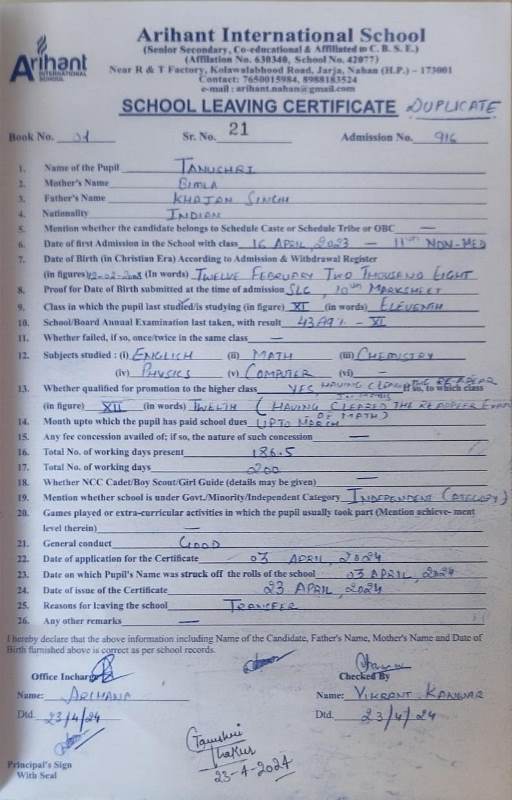 Arihant
INTERNATIONAL
SCHOOL
Arihant International School
(Senior Secondary, Co-educational & Affiliated to C. B. S. E.)
(Affilation No. 630340, School No. 42077)
Near R & T Factory, Kolawalabhood Road, Jarja, Nahan (H.P.) – 173001
Contact: 7650015984, 8988183524
e-mail : arihant.nahan@gmail.com
SCHOOL LEAVING CERTIFICATE DUPLICATE
Book No. 01 Sr. No. 21 Admission No. 916
1. Name of the Pupil TANUSHRI
2. Mother's Name BIMLA
3. Father's Name KHAJAN SINGH
4. Nationality INDIAN
5. Mention whether the candidate belongs to Schedule Caste or Schedule Tribe or OBC —
6. Date of first Admission in the School with class 16 APRIL, 2023 – 11th NON-MED
7. Date of Birth (in Christian Era) According to Admission & Withdrawal Register
(in figures) 12-02-2008 (In words) TWELVE FEBRUARY TWO THOUSAND EIGHT
8. Proof for Date of Birth submitted at the time of admission SLC, 10th MARKSHEET
9. Class in which the pupil last studied/is studying (in figure) XI (in words) ELEVENTH
10. School/Board Annual Examination last taken, with result – XI
11. Whether failed, if so, once/twice in the same class —
12. Subjects studied : (i) ENGLISH (ii) MATH (iii) CHEMISTRY
(iv) PHYSICS (v) COMPUTER (vi) —
13. Whether qualified for promotion to the higher class YES, HAVING CLEARED THE REAPEAR If so, to which class
(in figure) XII (in words) TWELTH (HAVING CLEARED THE REAPPEER EXAM
OF MATH)
14. Month upto which the pupil has paid school dues UPTO MARCH
15. Any fee concession availed of; if so, the nature of such concession —
16. Total No. of working days present 186.5
17. Total No. of working days 200
18. Whether NCC Cadet/Boy Scout/Girl Guide (details may be given) —
19. Mention whether school is under Govt./Minority/Independent Category INDEPENDENT CATEGORY)
20. Games played or extra-curricular activities in which the pupil usually took part (Mention achieve- ment
level therein) —
21. General conduct GOOD
22. Date of application for the Certificate 03 APRIL, 2024
23. Date on which Pupil's Name was struck off the rolls of the school 03 APRIL, 2024
24. Date of issue of the Certificate 23 APRIL, 2024
25. Reasons for leaving the school TRANSFER
26. Any other remarks —
I hereby declare that the above information including Name of the Candidate, Father's Name, Mother's Name and Date of
Birth furnished above is correct as per school records.
Office Incharge Checked By
Name: ARCHANA Name: VIKRANT KANWAR
Dtd. 23/4/24 Dtd. 23/4/24
Tanushri
Thakur
23-4-2024
Principal's Sign
With Seal